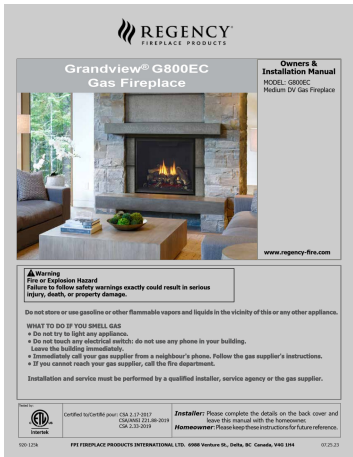 REGENCY®
FIREPLACE PRODUCTS
Grandview® G800EC
Gas Fireplace
Owners &
Installation Manual
MODEL: G800EC
Medium DV Gas Fireplace
www.regency-fire.com
Warning
Fire or Explosion Hazard
Failure to follow safety warnings exactly could result in serious
injury, death, or property damage.
Do not store or use gasoline or other flammable vapors and liquids in the vicinity of this or any other appliance.
WHAT TO DO IF YOU SMELL GAS
● Do not try to light any appliance.
● Do not touch any electrical switch: do not use any phone in your building.
Leave the building immediately.
● Immediately call your gas supplier from a neighbour's phone. Follow the gas supplier's instructions.
● If you cannot reach your gas supplier, call the fire department.
Installation and service must be performed by a qualified installer, service agency or the gas supplier.
Tested by:
ETL
Intertek
Certified to/Certifié pour: CSA 2.17-2017
CSA/ANSI Z21.88-2019
CSA 2.33-2019
Installer: Please complete the details on the back cover and
leave this manual with the homeowner.
Homeowner: Please keep these instructions for future reference.
920-125k
FPI FIREPLACE PRODUCTS INTERNATIONAL LTD. 6988 Venture St., Delta, BC Canada, V4G 1H4
07.25.23